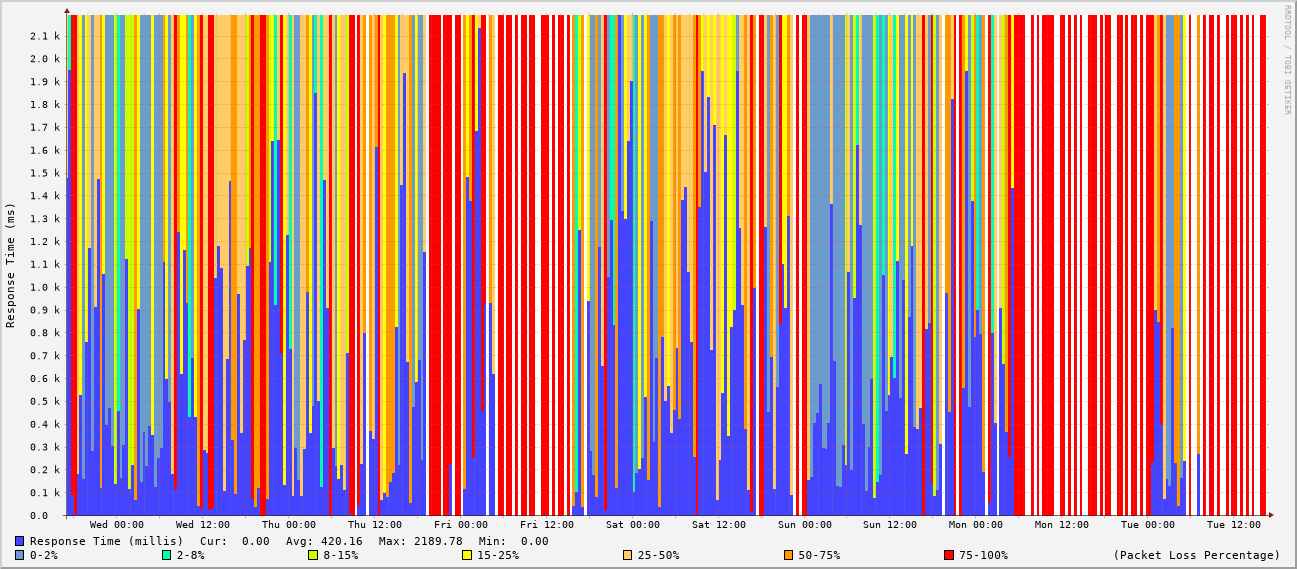 RRDTOOL / TOBI OETIKER
Response Time (ms)
2.1 k
2.0 k
1.9 k
1.8 k
1.7 k
1.6 k
1.5 k
1.4 k
1.3 k
1.2 k
1.1 k
1.0 k
0.9 k
0.8 k
0.7 k
0.6 k
0.5 k
0.4 k
0.3 k
0.2 k
0.1 k
0.0
Wed 00:00 Wed 12:00 Thu 00:00 Thu 12:00 Fri 00:00 Fri 12:00 Sat 00:00 Sat 12:00 Sun 00:00 Sun 12:00 Mon 00:00 Mon 12:00 Tue 00:00 Tue 12:00
Response Time (millis) Cur: 0.00 Avg: 420.16 Max: 2189.78 Min: 0.00
0-2% 2-8% 8-15% 15-25% 25-50% 50-75% 75-100% (Packet Loss Percentage)